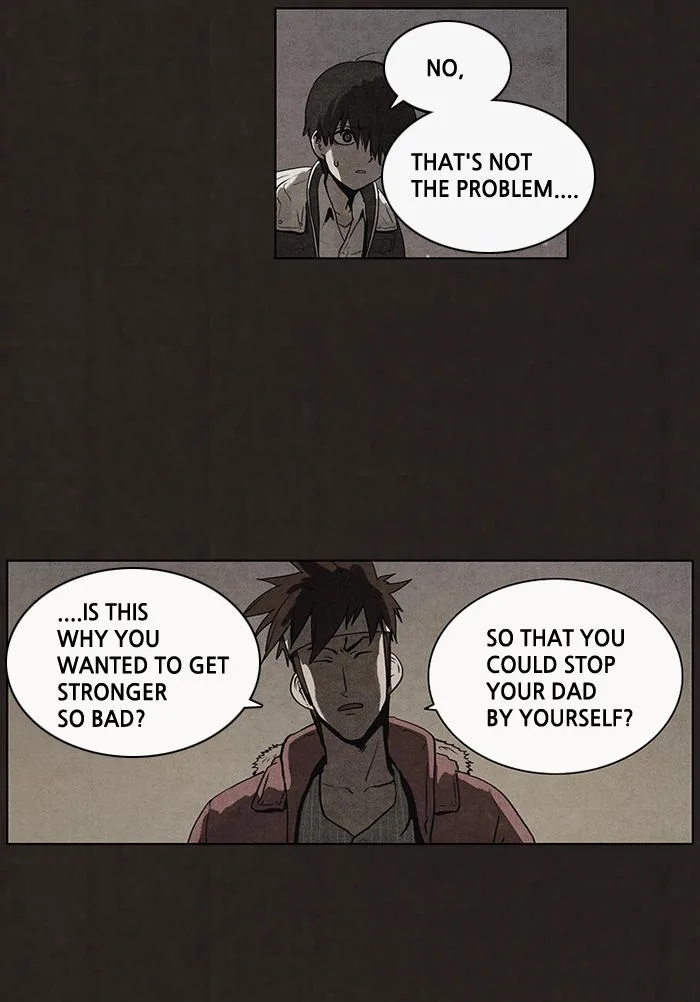 NO,
THAT'S NOT
THE PROBLEM....
....IS THIS
WHY YOU
WANTED TO GET
STRONGER
SO BAD?
SO THAT YOU
COULD STOP
YOUR DAD
BY YOURSELF?